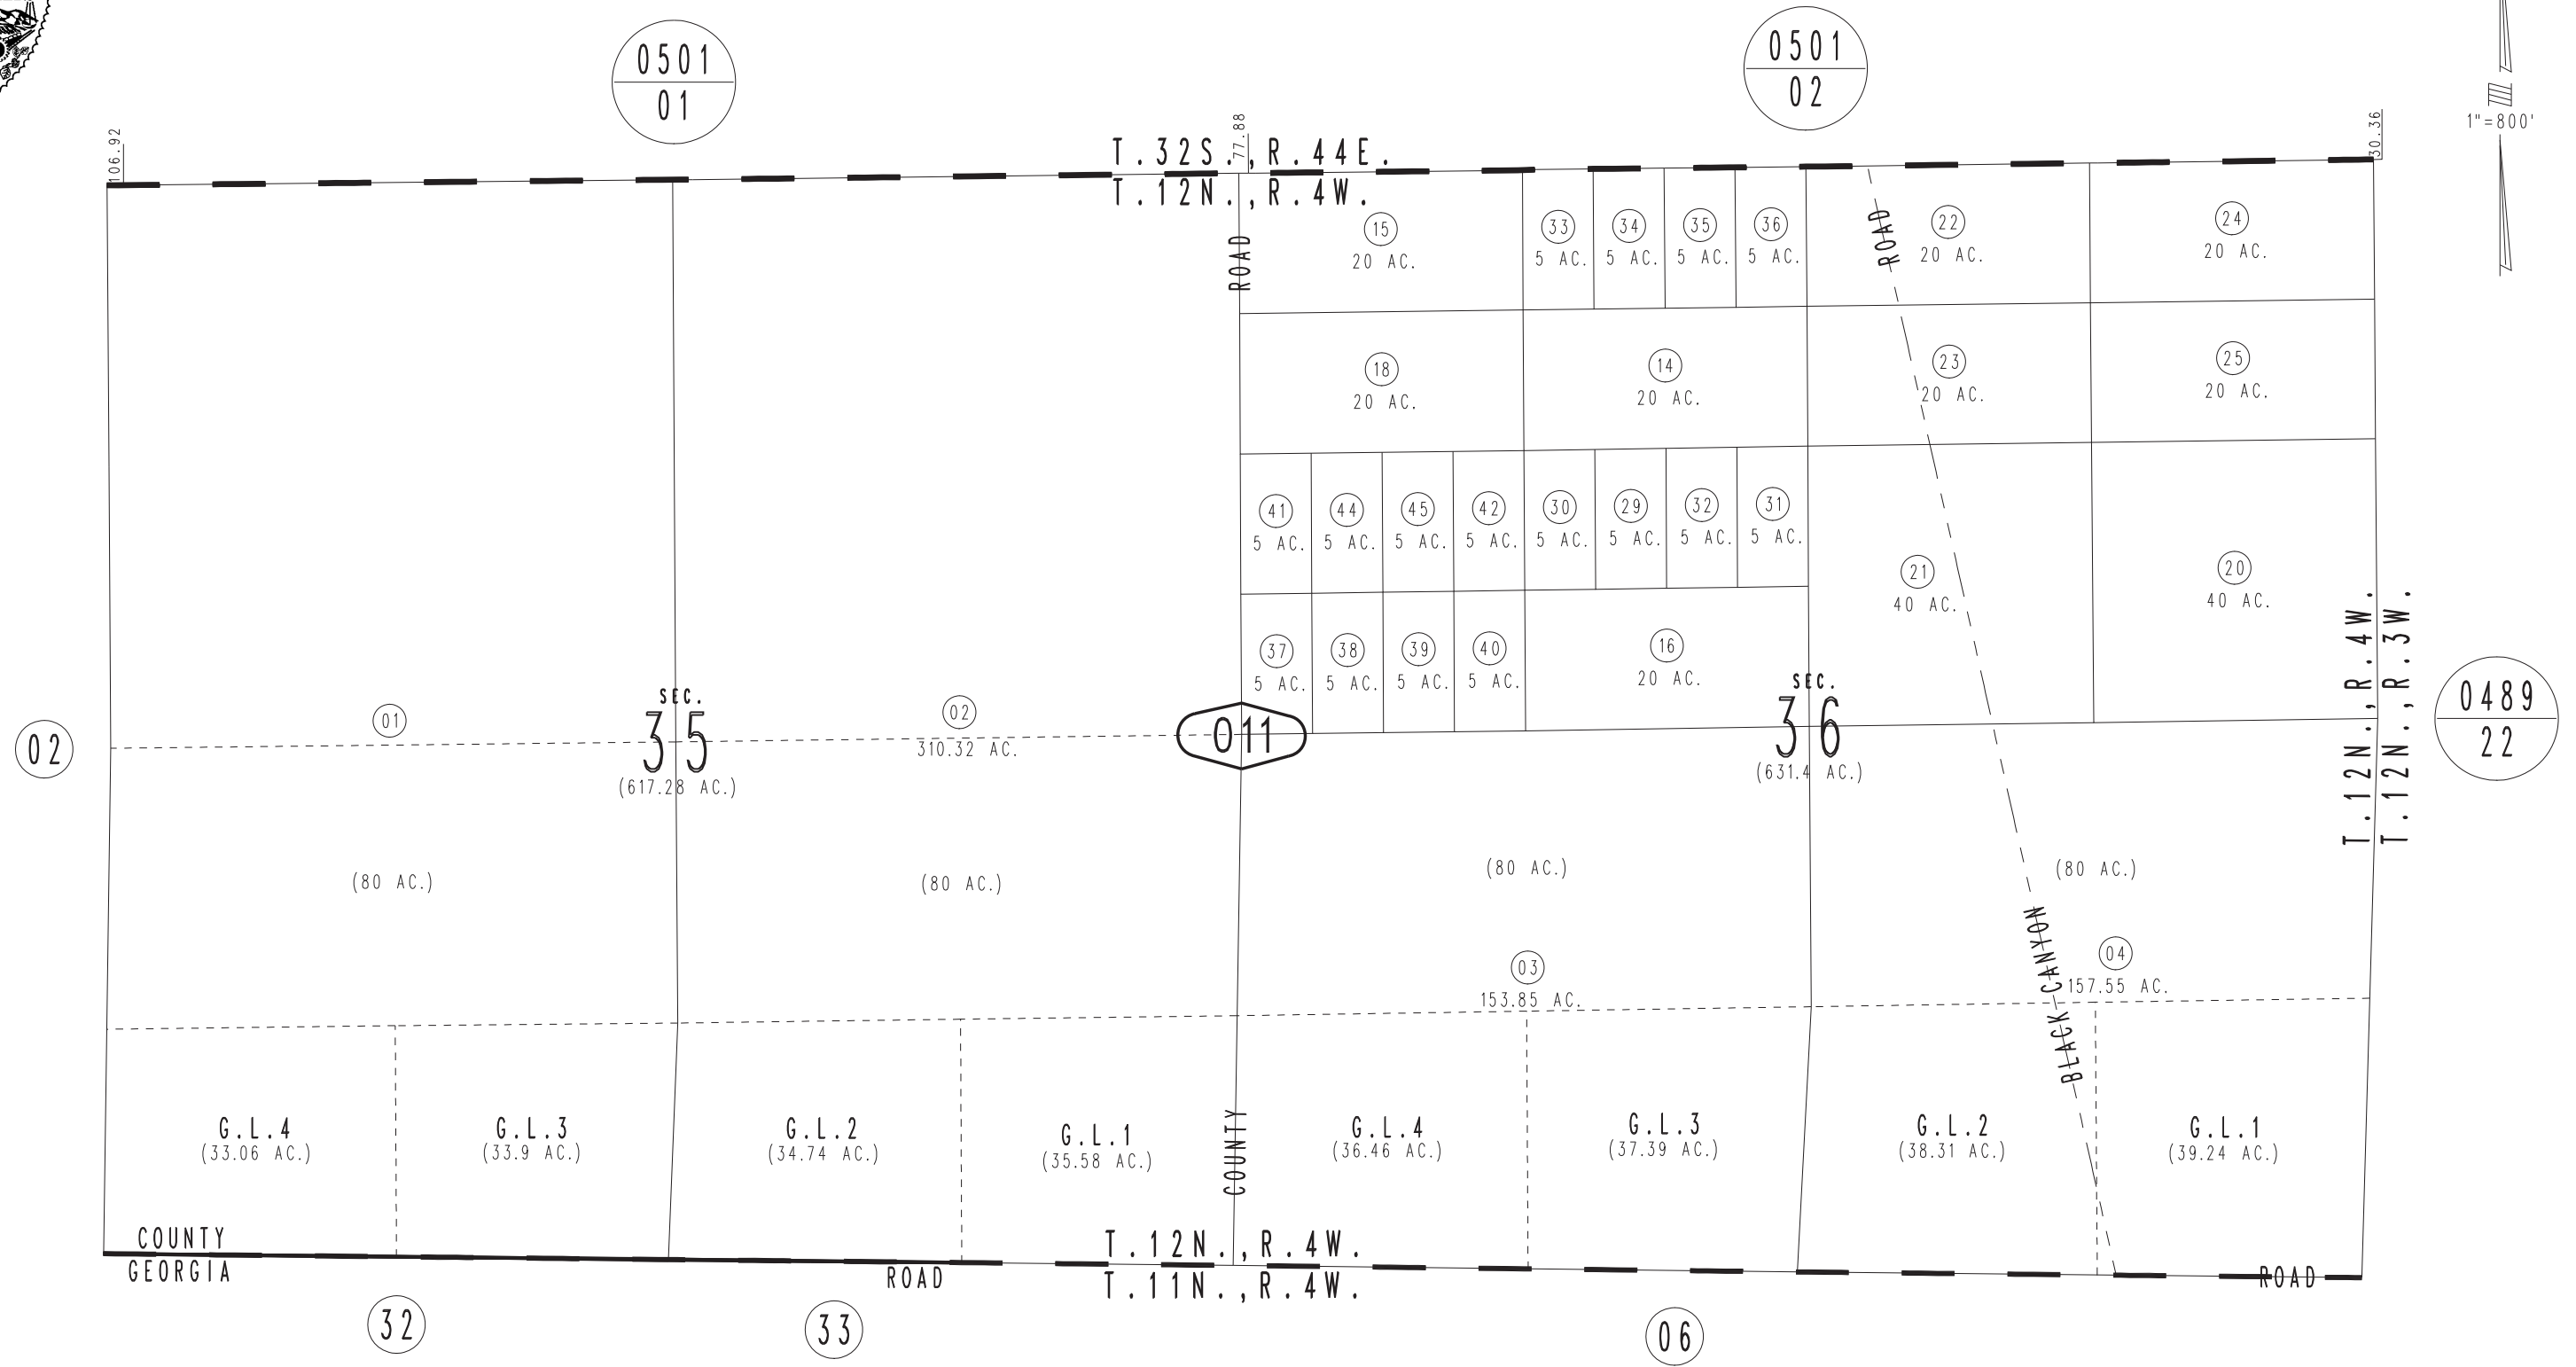 0501
01
0501
02
1"=800'
106.92
77.88
30.36
T.32S.,R.44E.
T.12N.,R.4W.
ROAD
15
20 AC.
33
5 AC.
34
5 AC.
35
5 AC.
36
5 AC.
ROAD
22
20 AC.
24
20 AC.
18
20 AC.
14
20 AC.
23
20 AC.
25
20 AC.
41
5 AC.
44
5 AC.
45
5 AC.
42
5 AC.
30
5 AC.
29
5 AC.
32
5 AC.
31
5 AC.
21
40 AC.
20
40 AC.
37
5 AC.
38
5 AC.
39
5 AC.
40
5 AC.
16
20 AC.
T.12N.,R.4W.
T.12N.,R.3W.
0489
22
02
01
SEC.
35
(617.28 AC.)
02
310.32 AC.
011
SEC.
36
(631.4 AC.)
(80 AC.)
(80 AC.)
(80 AC.)
(80 AC.)
03
153.85 AC.
04
157.55 AC.
BLACK CANYON
G.L.4
(33.06 AC.)
G.L.3
(33.9 AC.)
G.L.2
(34.74 AC.)
G.L.1
(35.58 AC.)
COUNTY
G.L.4
(36.46 AC.)
G.L.3
(37.39 AC.)
G.L.2
(38.31 AC.)
G.L.1
(39.24 AC.)
COUNTY
GEORGIA
ROAD
T.12N.,R.4W.
T.11N.,R.4W.
ROAD
32
33
06